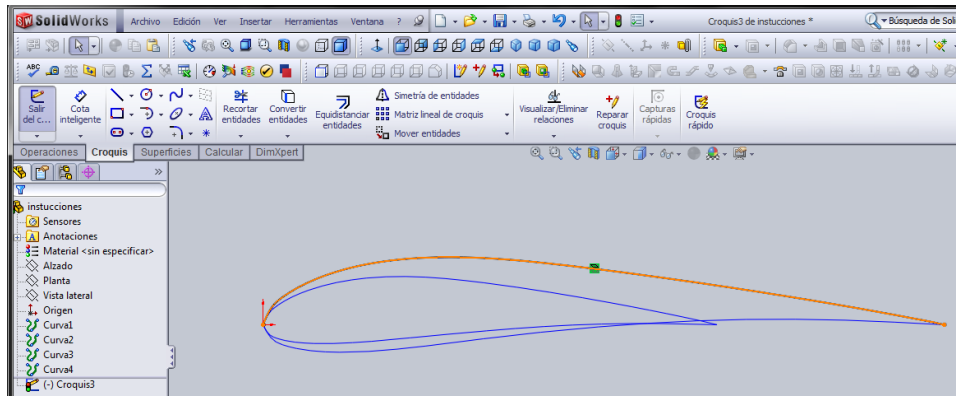 SolidWorks Archivo Edición Ver Insertar Herramientas Ventana ? Croquis3 de instucciones * Búsqueda de Soli
ABC
Salir del c... Cota inteligente Recortar entidades Convertir entidades Equidistanciar entidades Simetría de entidades Matriz lineal de croquis Mover entidades Visualizar/Eliminar relaciones Reparar croquis Capturas rápidas Croquis rápido
Operaciones Croquis Superficies Calcular DimXpert
instucciones
Sensores
Anotaciones
Material <sin especificar>
Alzado
Planta
Vista lateral
Origen
Curva1
Curva2
Curva3
Curva4
(-) Croquis3